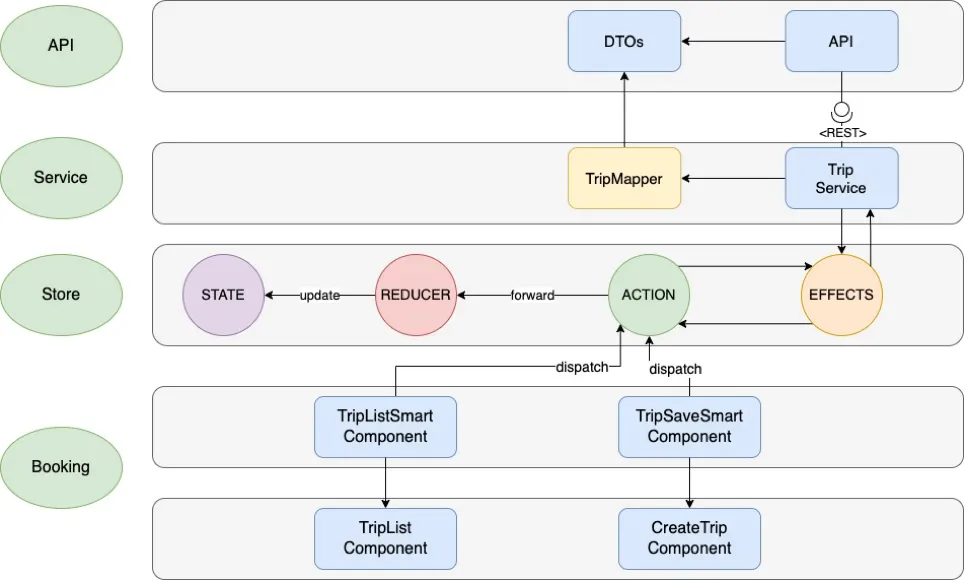 API
DTOs
API
<REST>
Service
TripMapper
Trip
Service
Store
STATE
update
REDUCER
forward
ACTION
EFFECTS
dispatch
dispatch
Booking
TripListSmart
Component
TripSaveSmart
Component
TripList
Component
CreateTrip
Component